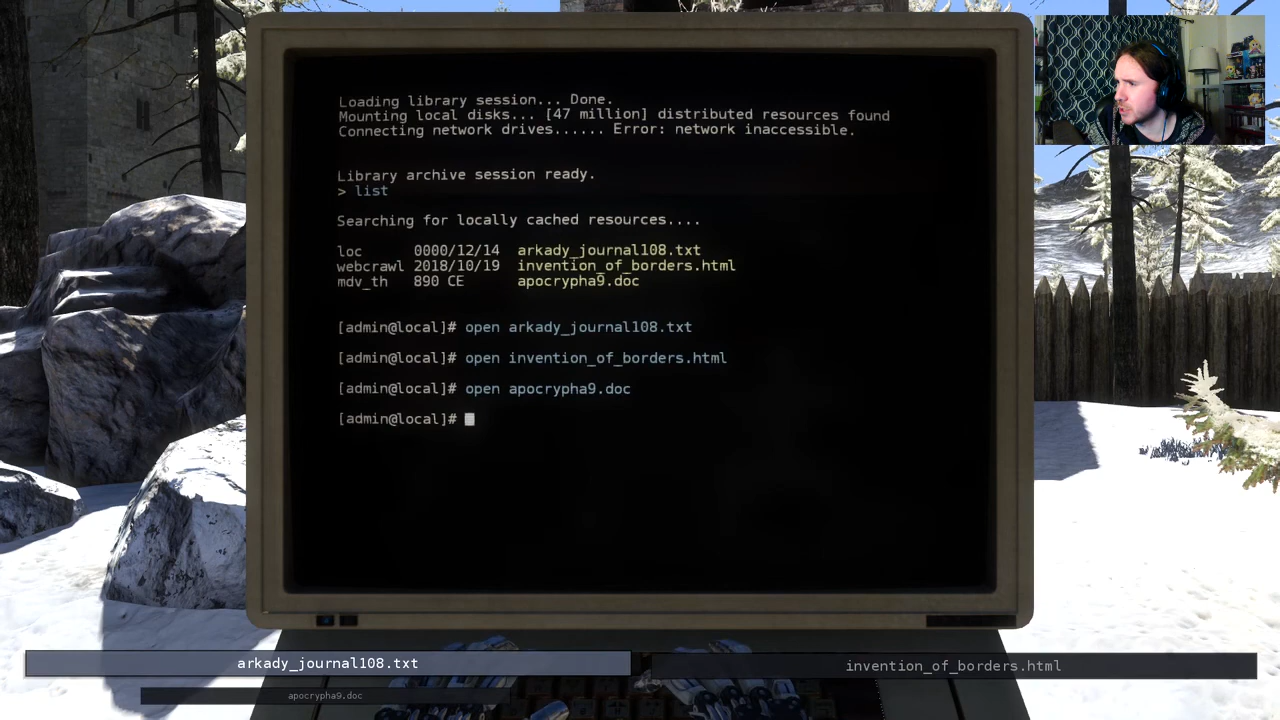 Loading library session... Done.
Mounting local disks... [47 million] distributed resources found
Connecting network drives...... Error: network inaccessible.
Library archive session ready.
> list
Searching for locally cached resources....
loc 0000/12/14 arkady_journal108.txt
webcrawl 2018/10/19 invention_of_borders.html
mdv_th 890 CE apocrypha9.doc
[admin@local]# open arkady_journal108.txt
[admin@local]# open invention_of_borders.html
[admin@local]# open apocrypha9.doc
[admin@local]#
arkady_journal108.txt
invention_of_borders.html
apocrypha9.doc